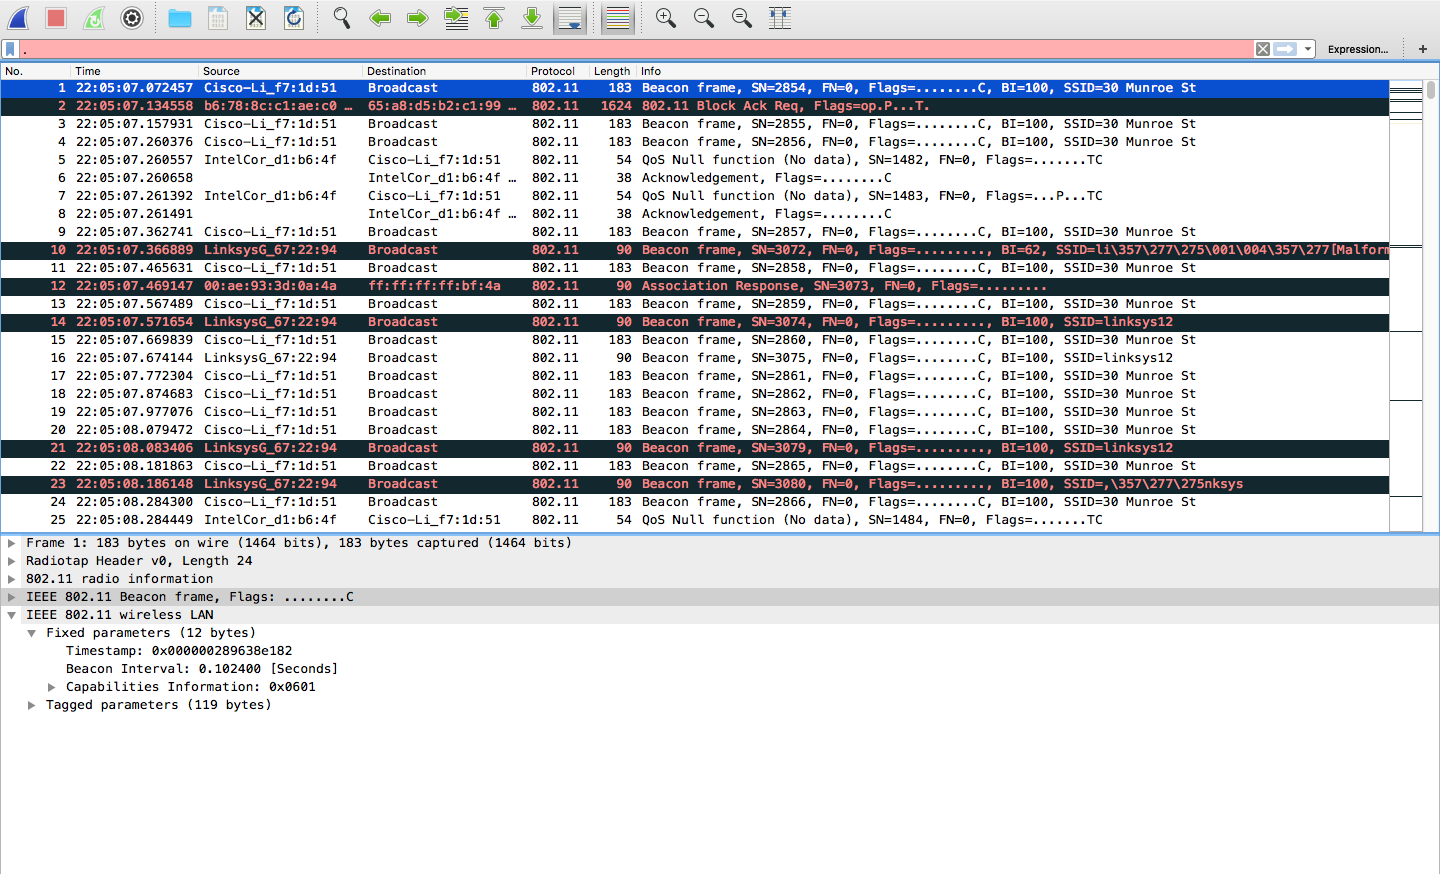 .
Expression... +
No. Time Source Destination Protocol Length Info
1 22:05:07.072457 Cisco-Li_f7:1d:51 Broadcast 802.11 183 Beacon frame, SN=2854, FN=0, Flags=........C, BI=100, SSID=30 Munroe St
2 22:05:07.134558 b6:78:8c:c1:ae:c0 … 65:a8:d5:b2:c1:99 … 802.11 1624 802.11 Block Ack Req, Flags=op.P...T.
3 22:05:07.157931 Cisco-Li_f7:1d:51 Broadcast 802.11 183 Beacon frame, SN=2855, FN=0, Flags=........C, BI=100, SSID=30 Munroe St
4 22:05:07.260376 Cisco-Li_f7:1d:51 Broadcast 802.11 183 Beacon frame, SN=2856, FN=0, Flags=........C, BI=100, SSID=30 Munroe St
5 22:05:07.260557 IntelCor_d1:b6:4f Cisco-Li_f7:1d:51 802.11 54 QoS Null function (No data), SN=1482, FN=0, Flags=.......TC
6 22:05:07.260658 IntelCor_d1:b6:4f … 802.11 38 Acknowledgement, Flags=........C
7 22:05:07.261392 IntelCor_d1:b6:4f Cisco-Li_f7:1d:51 802.11 54 QoS Null function (No data), SN=1483, FN=0, Flags=...P...TC
8 22:05:07.261491 IntelCor_d1:b6:4f … 802.11 38 Acknowledgement, Flags=........C
9 22:05:07.362741 Cisco-Li_f7:1d:51 Broadcast 802.11 183 Beacon frame, SN=2857, FN=0, Flags=........C, BI=100, SSID=30 Munroe St
10 22:05:07.366889 LinksysG_67:22:94 Broadcast 802.11 90 Beacon frame, SN=3072, FN=0, Flags=........., BI=62, SSID=li\357\277\275\001\004\357\277[Malform
11 22:05:07.465631 Cisco-Li_f7:1d:51 Broadcast 802.11 183 Beacon frame, SN=2858, FN=0, Flags=........C, BI=100, SSID=30 Munroe St
12 22:05:07.469147 00:ae:93:3d:0a:4a ff:ff:ff:ff:bf:4a 802.11 90 Association Response, SN=3073, FN=0, Flags=.........
13 22:05:07.567489 Cisco-Li_f7:1d:51 Broadcast 802.11 183 Beacon frame, SN=2859, FN=0, Flags=........C, BI=100, SSID=30 Munroe St
14 22:05:07.571654 LinksysG_67:22:94 Broadcast 802.11 90 Beacon frame, SN=3074, FN=0, Flags=........., BI=100, SSID=linksys12
15 22:05:07.669839 Cisco-Li_f7:1d:51 Broadcast 802.11 183 Beacon frame, SN=2860, FN=0, Flags=........C, BI=100, SSID=30 Munroe St
16 22:05:07.674144 LinksysG_67:22:94 Broadcast 802.11 90 Beacon frame, SN=3075, FN=0, Flags=........., BI=100, SSID=linksys12
17 22:05:07.772304 Cisco-Li_f7:1d:51 Broadcast 802.11 183 Beacon frame, SN=2861, FN=0, Flags=........C, BI=100, SSID=30 Munroe St
18 22:05:07.874683 Cisco-Li_f7:1d:51 Broadcast 802.11 183 Beacon frame, SN=2862, FN=0, Flags=........C, BI=100, SSID=30 Munroe St
19 22:05:07.977076 Cisco-Li_f7:1d:51 Broadcast 802.11 183 Beacon frame, SN=2863, FN=0, Flags=........C, BI=100, SSID=30 Munroe St
20 22:05:08.079472 Cisco-Li_f7:1d:51 Broadcast 802.11 183 Beacon frame, SN=2864, FN=0, Flags=........C, BI=100, SSID=30 Munroe St
21 22:05:08.083406 LinksysG_67:22:94 Broadcast 802.11 90 Beacon frame, SN=3079, FN=0, Flags=........., BI=100, SSID=linksys12
22 22:05:08.181863 Cisco-Li_f7:1d:51 Broadcast 802.11 183 Beacon frame, SN=2865, FN=0, Flags=........C, BI=100, SSID=30 Munroe St
23 22:05:08.186148 LinksysG_67:22:94 Broadcast 802.11 90 Beacon frame, SN=3080, FN=0, Flags=........., BI=100, SSID=,\357\277\275nksys
24 22:05:08.284300 Cisco-Li_f7:1d:51 Broadcast 802.11 183 Beacon frame, SN=2866, FN=0, Flags=........C, BI=100, SSID=30 Munroe St
25 22:05:08.284449 IntelCor_d1:b6:4f Cisco-Li_f7:1d:51 802.11 54 QoS Null function (No data), SN=1484, FN=0, Flags=.......TC
Frame 1: 183 bytes on wire (1464 bits), 183 bytes captured (1464 bits)
Radiotap Header v0, Length 24
802.11 radio information
IEEE 802.11 Beacon frame, Flags: ........C
IEEE 802.11 wireless LAN
Fixed parameters (12 bytes)
Timestamp: 0x000000289638e182
Beacon Interval: 0.102400 [Seconds]
Capabilities Information: 0x0601
Tagged parameters (119 bytes)